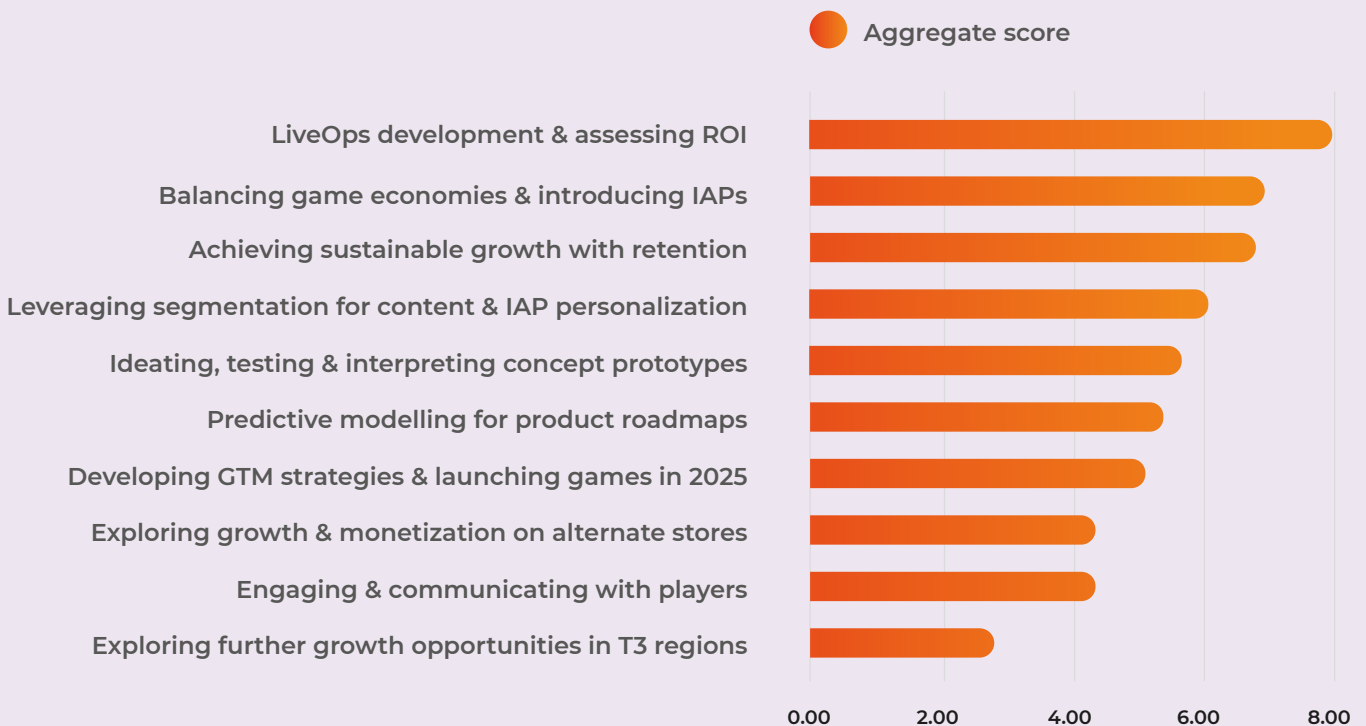 Aggregate score
LiveOps development & assessing ROI
Balancing game economies & introducing IAPs
Achieving sustainable growth with retention
Leveraging segmentation for content & IAP personalization
Ideating, testing & interpreting concept prototypes
Predictive modelling for product roadmaps
Developing GTM strategies & launching games in 2025
Exploring growth & monetization on alternate stores
Engaging & communicating with players
Exploring further growth opportunities in T3 regions
0.00 2.00 4.00 6.00 8.00